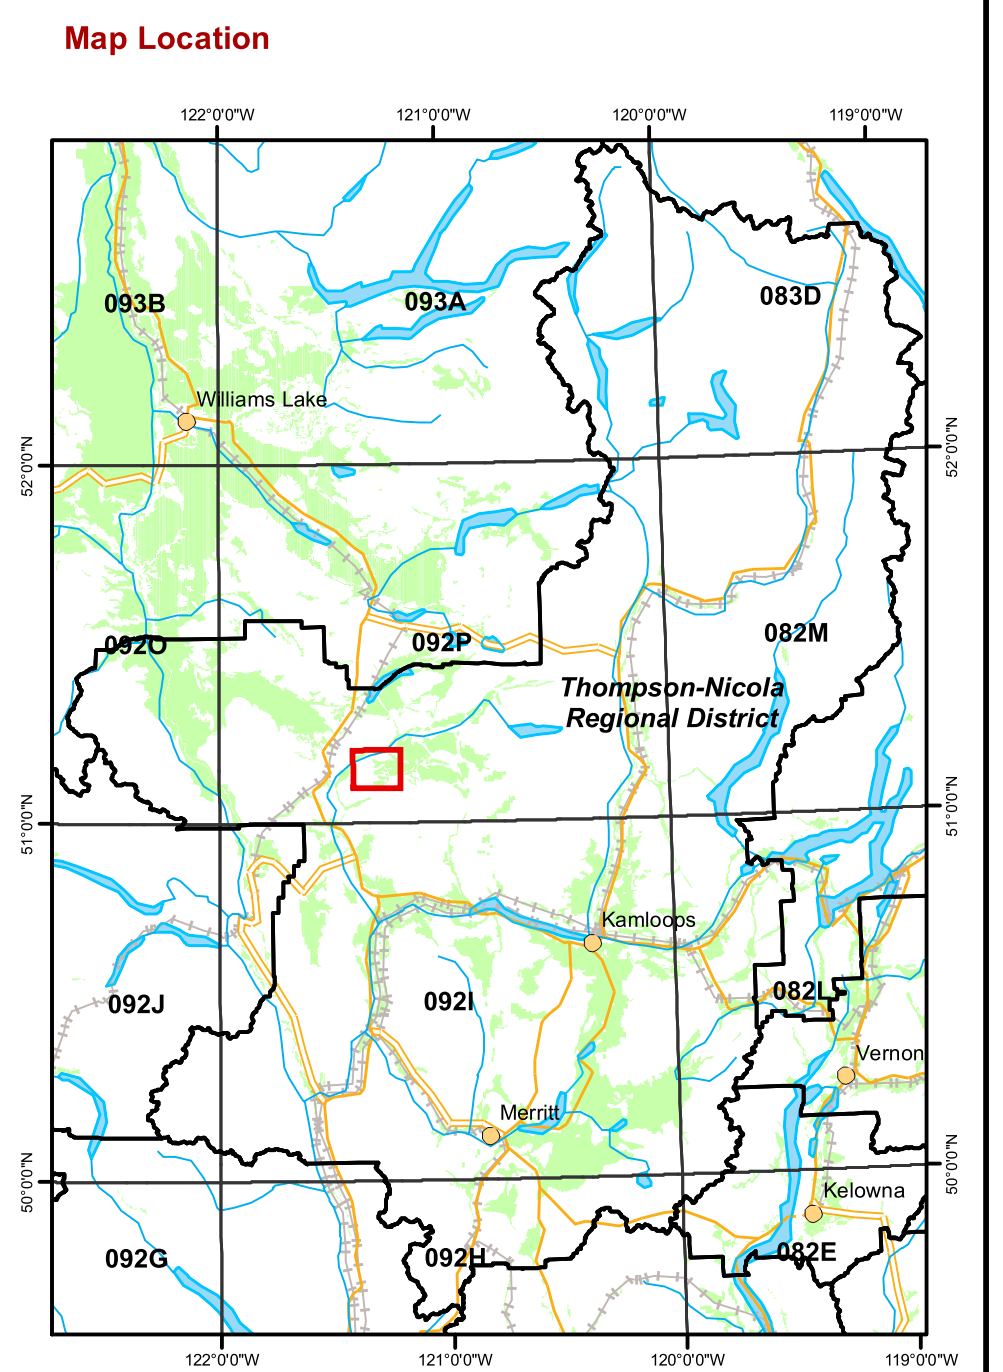 Map Location
122°0'0"W
121°0'0"W
120°0'0"W
119°0'0"W
093B
093A
083D
Williams Lake
52°0'0"N
52°0'0"N
092O
092P
082M
Thompson-Nicola
Regional District
51°0'0"N
51°0'0"N
Kamloops
092J
092I
082L
Vernon
Merritt
50°0'0"N
50°0'0"N
Kelowna
092G
092H
082E
122°0'0"W
121°0'0"W
120°0'0"W
119°0'0"W